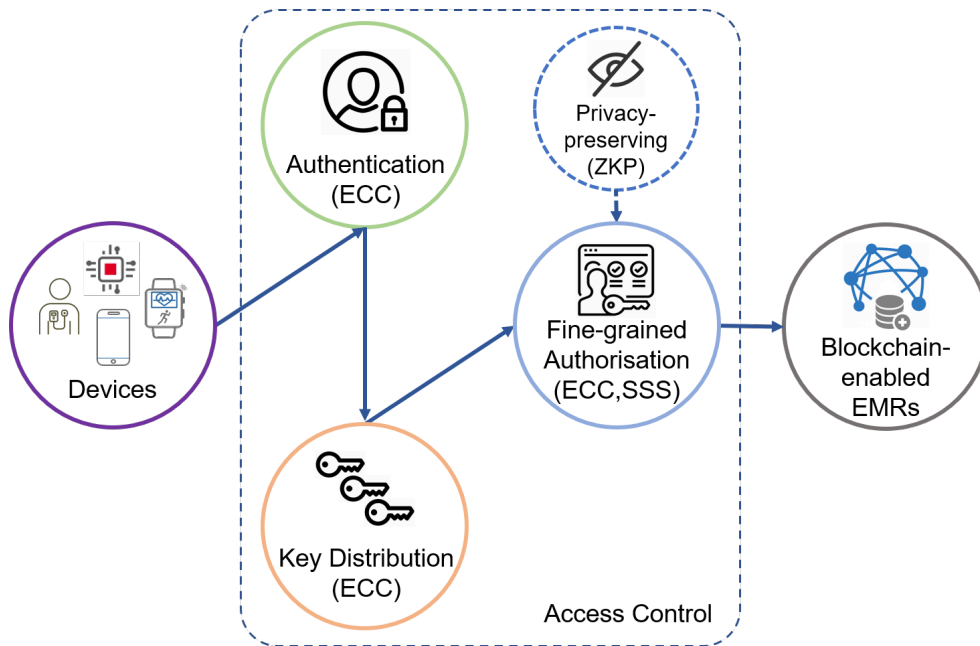 Authentication
(ECC)
Privacy-
preserving
(ZKP)
Devices
Fine-grained
Authorisation
(ECC,SSS)
Blockchain-
enabled
EMRs
Key Distribution
(ECC)
Access Control